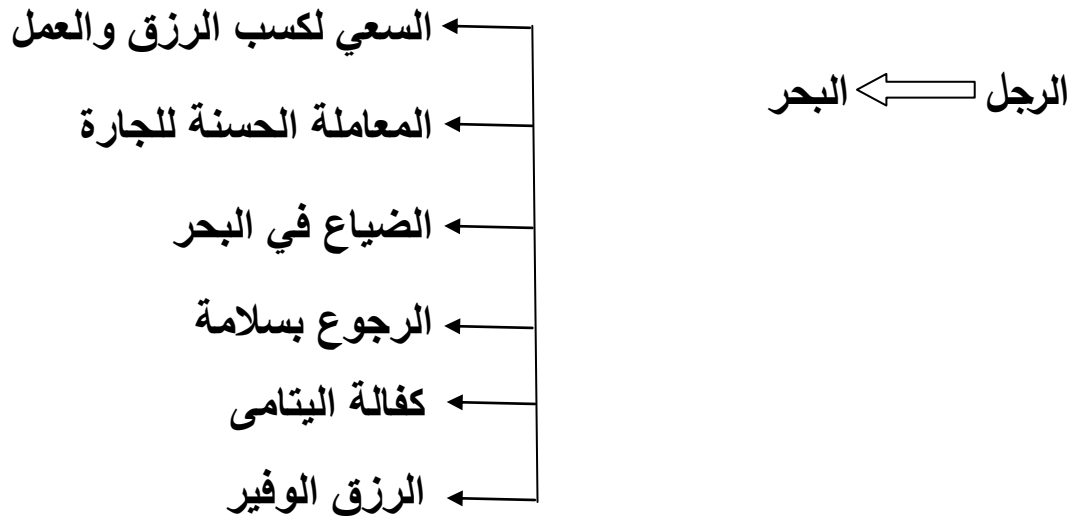 السعي لكسب الرزق والعمل
الرجل البحر
المعاملة الحسنة للجارة
الضياع في البحر
الرجوع بسلامة
كفالة اليتامى
الرزق الوفير